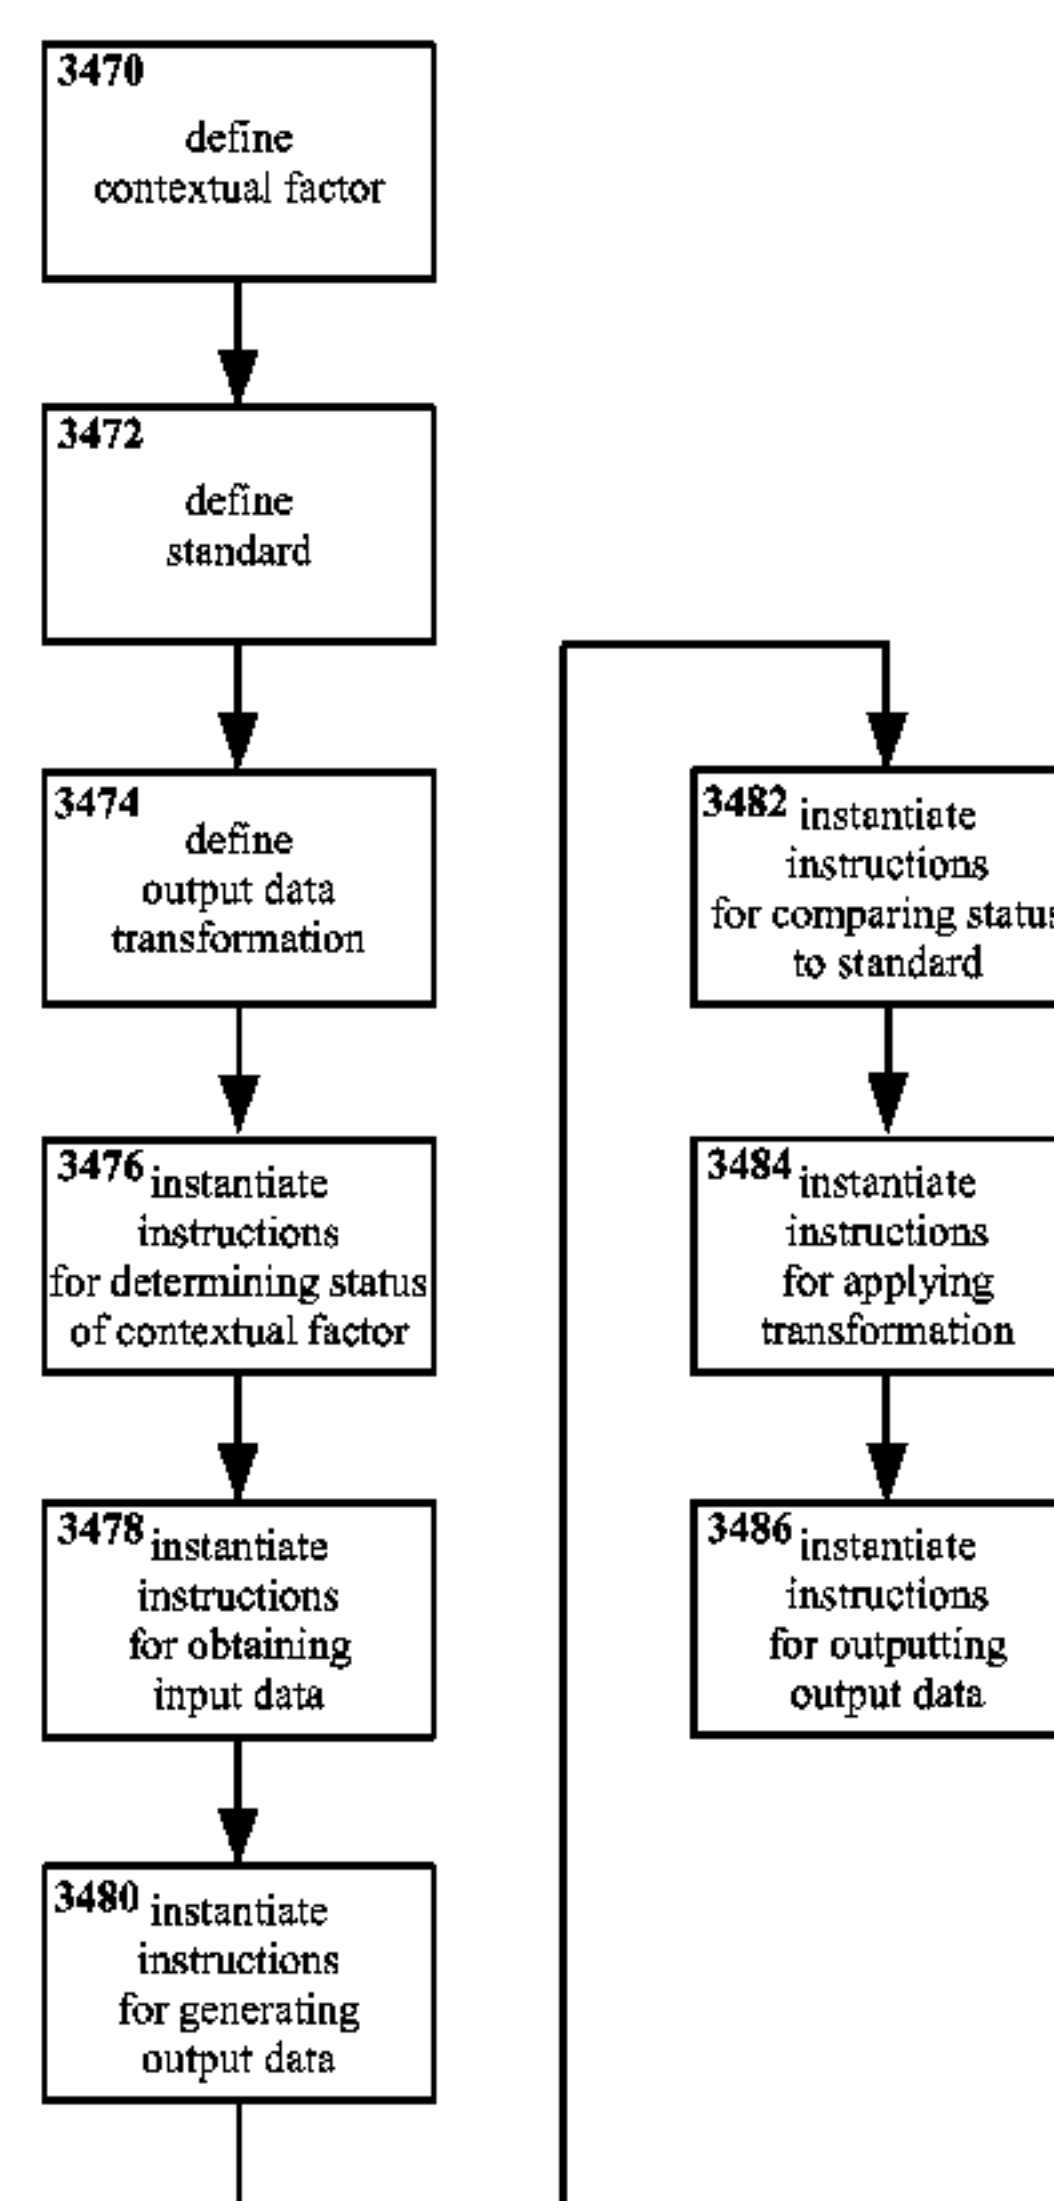 3470
define
contextual factor
3472
define
standard
3474
define
output data
transformation
3476 instantiate
instructions
for determining status
of contextual factor
3478 instantiate
instructions
for obtaining
input data
3480 instantiate
instructions
for generating
output data
3482 instantiate
instructions
for comparing status
to standard
3484 instantiate
instructions
for applying
transformation
3486 instantiate
instructions
for outputting
output data